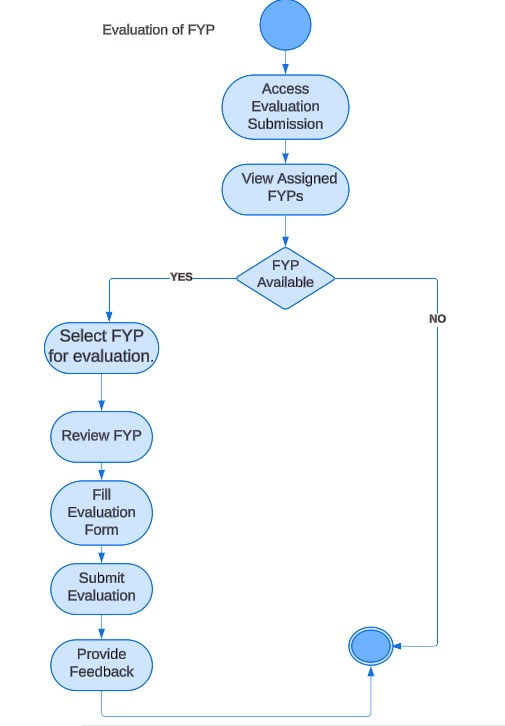 Evaluation of FYP
Access
Evaluation
Submission
View Assigned
FYPs
FYP
Available
YES
NO
Select FYP
for evaluation.
Review FYP
Fill
Evaluation
Form
Submit
Evaluation
Provide
Feedback